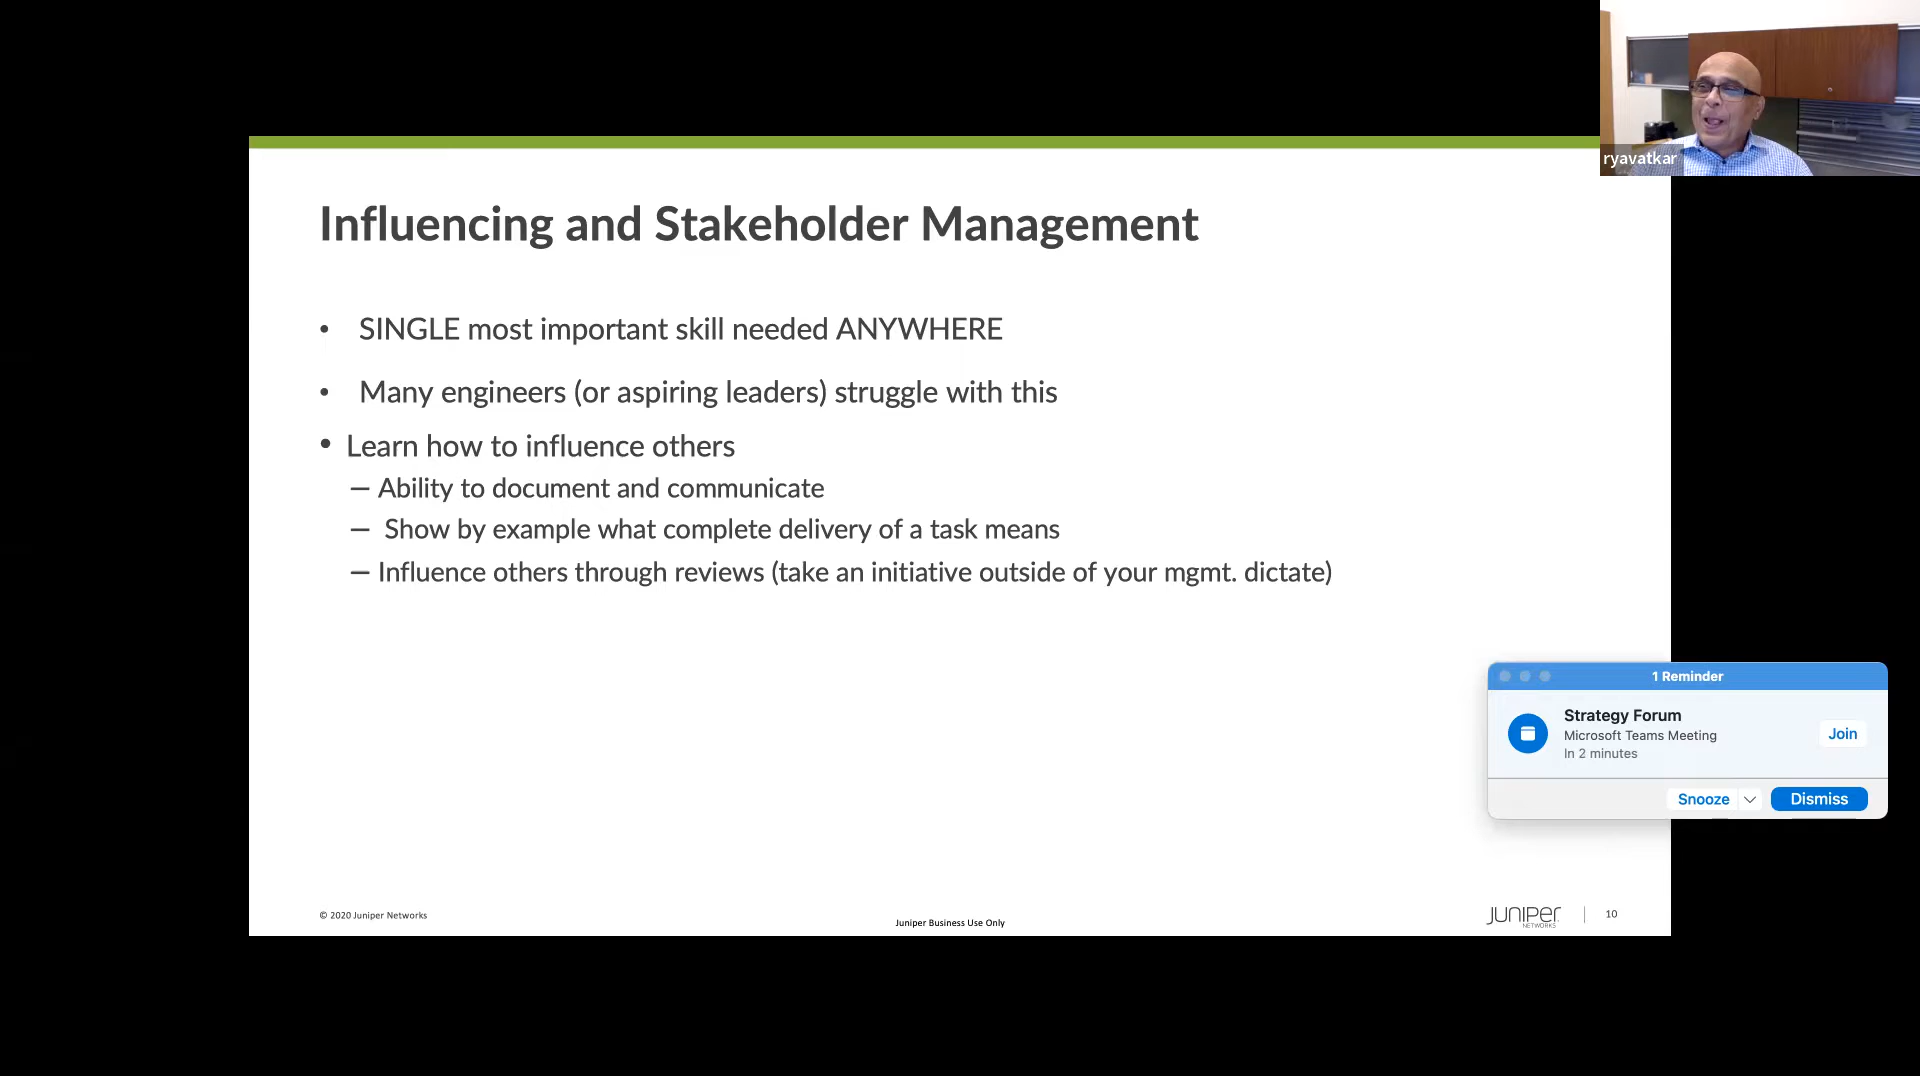 ryavatkar
Influencing and Stakeholder Management
• SINGLE most important skill needed ANYWHERE
• Many engineers (or aspiring leaders) struggle with this
• Learn how to influence others
— Ability to document and communicate
— Show by example what complete delivery of a task means
— Influence others through reviews (take an initiative outside of your mgmt. dictate)
1 Reminder
Strategy Forum
Microsoft Teams Meeting
In 2 minutes
Join
Snooze
Dismiss
© 2020 Juniper Networks
Juniper Business Use Only
JUNIPER
NETWORKS
10